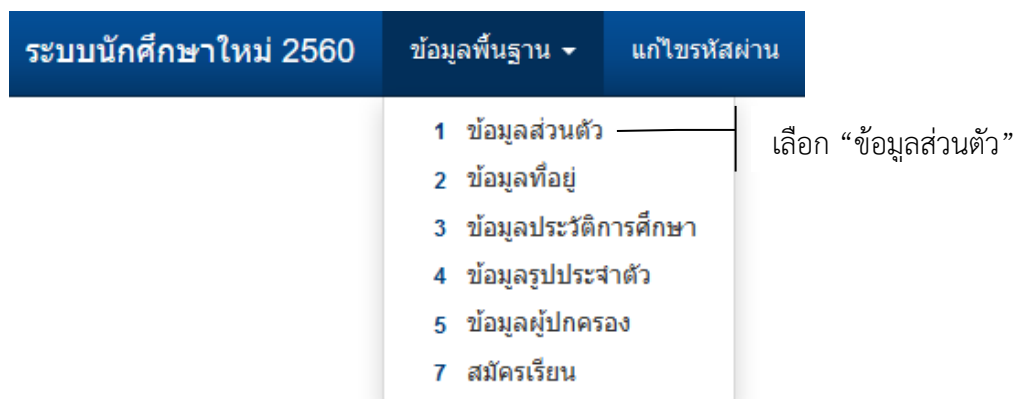 ระบบนักศึกษาใหม่ 2560 ข้อมูลพื้นฐาน แก้ไขรหัสผ่าน
1 ข้อมูลส่วนตัว
เลือก “ข้อมูลส่วนตัว”
2 ข้อมูลที่อยู่
3 ข้อมูลประวัติการศึกษา
4 ข้อมูลรูปประจำตัว
5 ข้อมูลผู้ปกครอง
7 สมัครเรียน